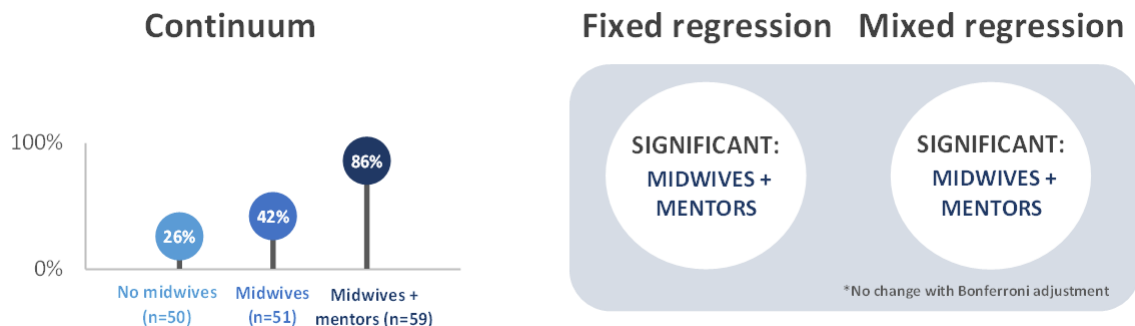 Continuum
100%
0%
26%
42%
86%
No midwives
(n=50)
Midwives
(n=51)
Midwives +
mentors (n=59)
Fixed regression
Mixed regression
SIGNIFICANT:
MIDWIVES +
MENTORS
SIGNIFICANT:
MIDWIVES +
MENTORS
*No change with Bonferroni adjustment